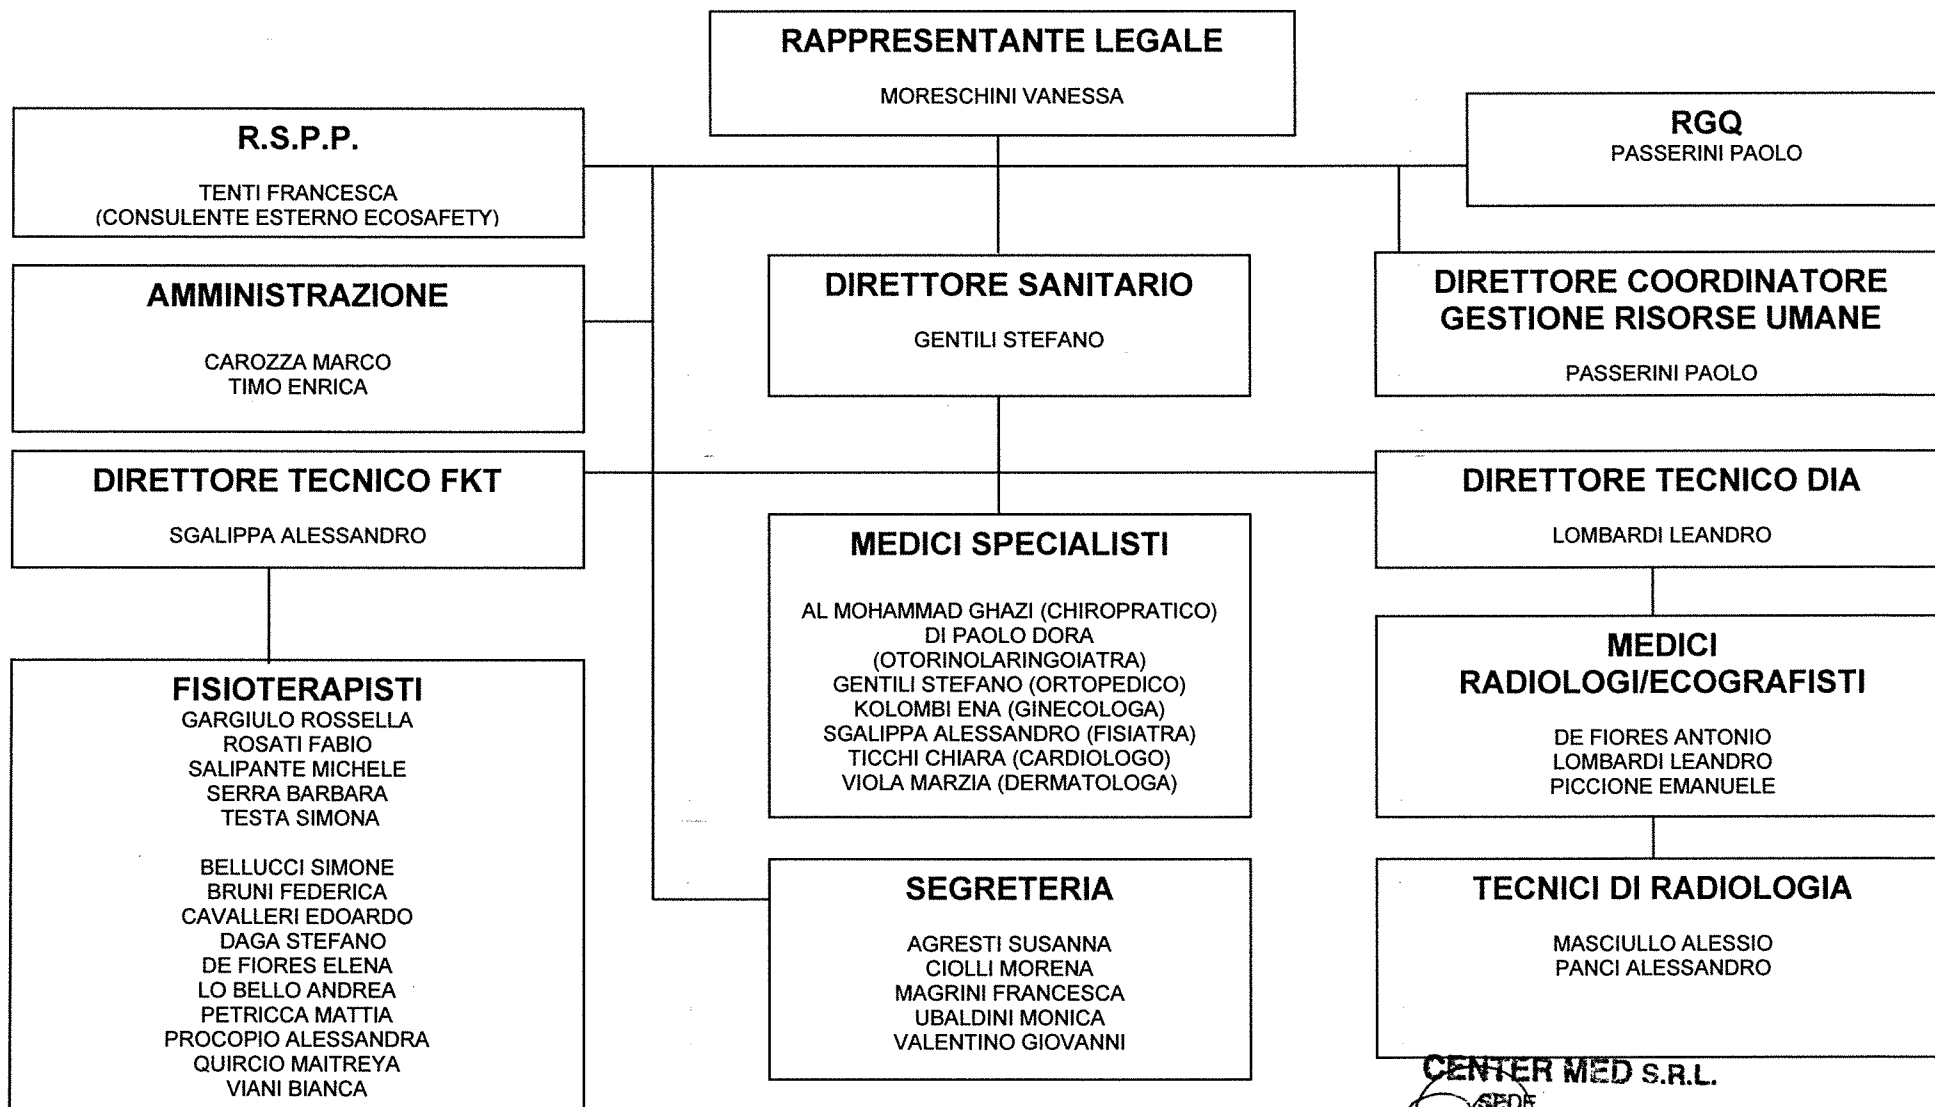 RAPPRESENTANTE LEGALE
MORESCHINI VANESSA
R.S.P.P.
TENTI FRANCESCA
(CONSULENTE ESTERNO ECOSAFETY)
RGQ
PASSERINI PAOLO
AMMINISTRAZIONE
CAROZZA MARCO
TIMO ENRICA
DIRETTORE SANITARIO
GENTILI STEFANO
DIRETTORE COORDINATORE
GESTIONE RISORSE UMANE
PASSERINI PAOLO
DIRETTORE TECNICO FKT
SGALIPPA ALESSANDRO
MEDICI SPECIALISTI
AL MOHAMMAD GHAZI (CHIROPRATICO)
DI PAOLO DORA
(OTORINOLARINGOIATRA)
GENTILI STEFANO (ORTOPEDICO)
KOLOMBI ENA (GINECOLOGA)
SGALIPPA ALESSANDRO (FISIATRA)
TICCHI CHIARA (CARDIOLOGO)
VIOLA MARZIA (DERMATOLOGA)
DIRETTORE TECNICO DIA
LOMBARDI LEANDRO
FISIOTERAPISTI
GARGIULO ROSSELLA
ROSATI FABIO
SALIPANTE MICHELE
SERRA BARBARA
TESTA SIMONA
BELLUCCI SIMONE
BRUNI FEDERICA
CAVALLERI EDOARDO
DAGA STEFANO
DE FIORES ELENA
LO BELLO ANDREA
PETRICCA MATTIA
PROCOPIO ALESSANDRA
QUIRCIO MAITREYA
VIANI BIANCA
MEDICI
RADIOLOGI/ECOGRAFISTI
DE FIORES ANTONIO
LOMBARDI LEANDRO
PICCIONE EMANUELE
SEGRETERIA
AGRESTI SUSANNA
CIOLLI MORENA
MAGRINI FRANCESCA
UBALDINI MONICA
VALENTINO GIOVANNI
TECNICI DI RADIOLOGIA
MASCIULLO ALESSIO
PANCI ALESSANDRO
CENTER MED S.R.L.
SEDE